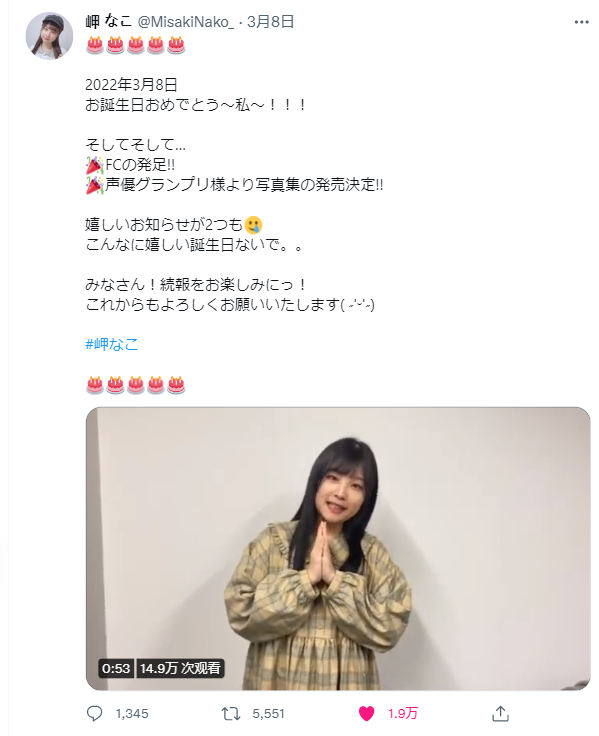 岬 なこ @MisakiNako_ · 3月8日
🎂🎂🎂🎂🎂
2022年3月8日
お誕生日おめでとう〜私〜！！！
そしてそして...
🎉FCの発足!!
🎉声優グランプリ様より写真集の発売決定!!
嬉しいお知らせが2つも🥲
こんなに嬉しい誕生日ないで。。
みなさん！続報をお楽しみにっ！
これからもよろしくお願いいたします( ˶'ᵕ'˶)
#岬なこ
🎂🎂🎂🎂🎂
0:53 14.9万 次观看
1,345 5,551 1.9万